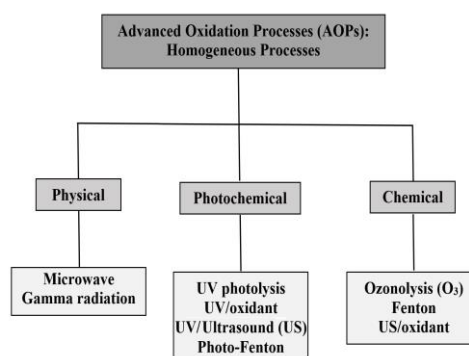 Advanced Oxidation Processes (AOPs):
Homogeneous Processes
Physical
Photochemical
Chemical
Microwave
Gamma radiation
UV photolysis
UV/oxidant
UV/Ultrasound (US)
Photo-Fenton
Ozonolysis (O₃)
Fenton
US/oxidant